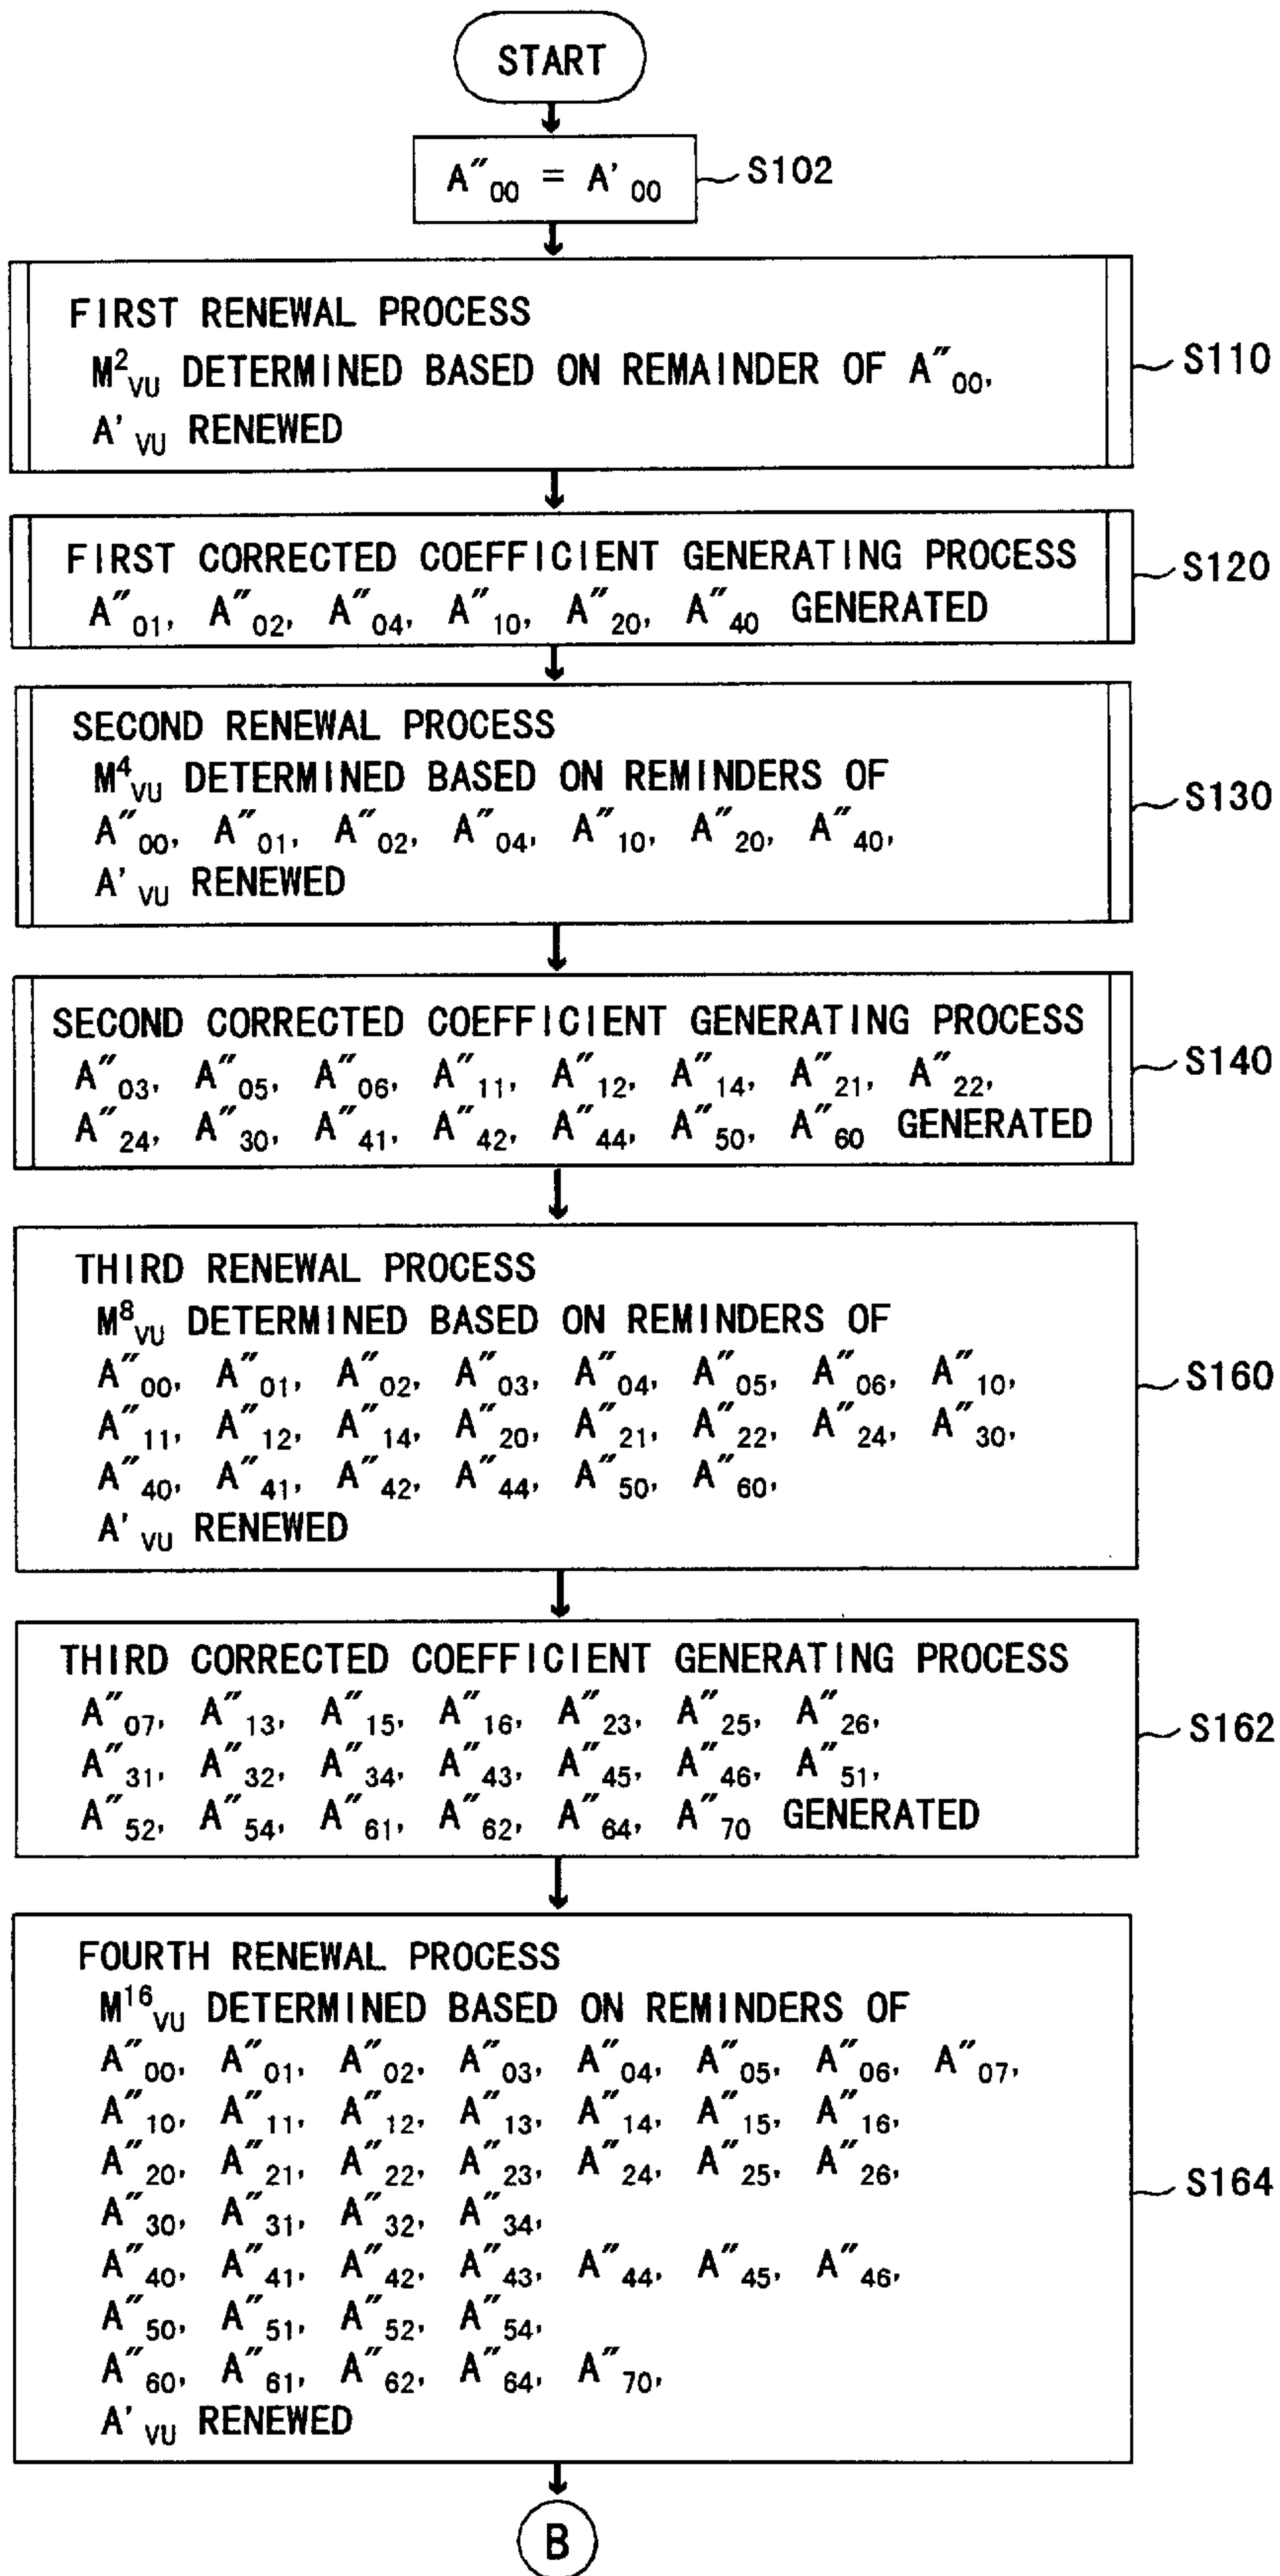 START
A″00 = A'00
S102
FIRST RENEWAL PROCESS
M²VU DETERMINED BASED ON REMAINDER OF A″00,
A'VU RENEWED
S110
FIRST CORRECTED COEFFICIENT GENERATING PROCESS
A″01, A″02, A″04, A″10, A″20, A″40 GENERATED
S120
SECOND RENEWAL PROCESS
M⁴VU DETERMINED BASED ON REMINDERS OF
A″00, A″01, A″02, A″04, A″10, A″20, A″40,
A'VU RENEWED
S130
SECOND CORRECTED COEFFICIENT GENERATING PROCESS
A″03, A″05, A″06, A″11, A″12, A″14, A″21, A″22,
A″24, A″30, A″41, A″42, A″44, A″50, A″60 GENERATED
S140
THIRD RENEWAL PROCESS
M⁸VU DETERMINED BASED ON REMINDERS OF
A″00, A″01, A″02, A″03, A″04, A″05, A″06, A″10,
A″11, A″12, A″14, A″20, A″21, A″22, A″24, A″30,
A″40, A″41, A″42, A″44, A″50, A″60,
A'VU RENEWED
S160
THIRD CORRECTED COEFFICIENT GENERATING PROCESS
A″07, A″13, A″15, A″16, A″23, A″25, A″26,
A″31, A″32, A″34, A″43, A″45, A″46, A″51,
A″52, A″54, A″61, A″62, A″64, A″70 GENERATED
S162
FOURTH RENEWAL PROCESS
M¹⁶VU DETERMINED BASED ON REMINDERS OF
A″00, A″01, A″02, A″03, A″04, A″05, A″06, A″07,
A″10, A″11, A″12, A″13, A″14, A″15, A″16,
A″20, A″21, A″22, A″23, A″24, A″25, A″26,
A″30, A″31, A″32, A″34,
A″40, A″41, A″42, A″43, A″44, A″45, A″46,
A″50, A″51, A″52, A″54,
A″60, A″61, A″62, A″64, A″70,
A'VU RENEWED
S164
B